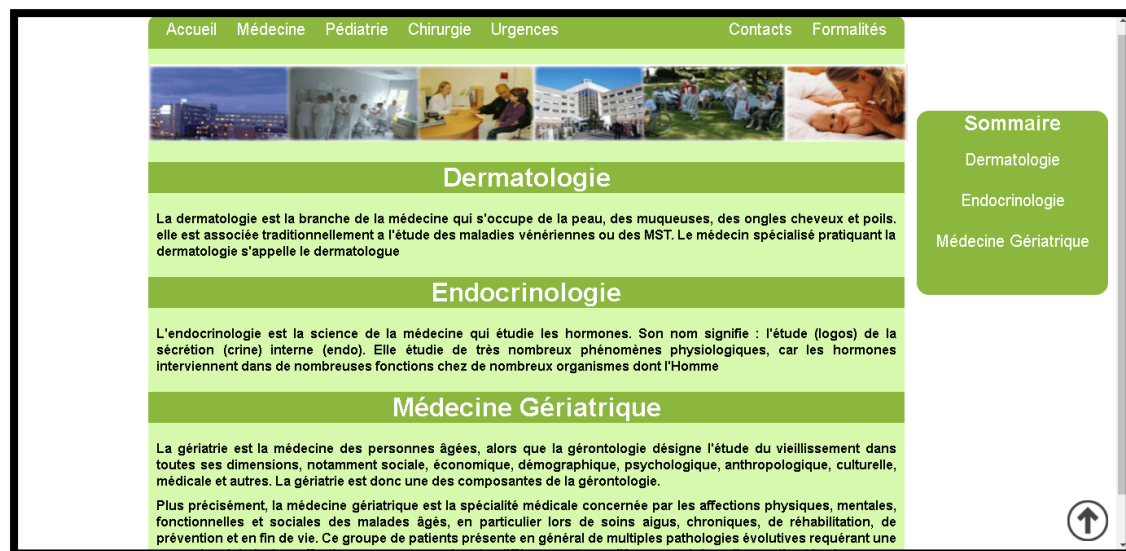 Accueil Médecine Pédiatrie Chirurgie Urgences Contacts Formalités
Sommaire
Dermatologie
Endocrinologie
Médecine Gériatrique
Dermatologie
La dermatologie est la branche de la médecine qui s'occupe de la peau, des muqueuses, des ongles cheveux et poils.
elle est associée traditionnellement a l'étude des maladies vénériennes ou des MST. Le médecin spécialisé pratiquant la
dermatologie s'appelle le dermatologue
Endocrinologie
L'endocrinologie est la science de la médecine qui étudie les hormones. Son nom signifie : l'étude (logos) de la
sécrétion (crine) interne (endo). Elle étudie de très nombreux phénomènes physiologiques, car les hormones
interviennent dans de nombreuses fonctions chez de nombreux organismes dont l'Homme
Médecine Gériatrique
La gériatrie est la médecine des personnes âgées, alors que la gérontologie désigne l'étude du vieillissement dans
toutes ses dimensions, notamment sociale, économique, démographique, psychologique, anthropologique, culturelle,
médicale et autres. La gériatrie est donc une des composantes de la gérontologie.
Plus précisément, la médecine gériatrique est la spécialité médicale concernée par les affections physiques, mentales,
fonctionnelles et sociales des malades âgés, en particulier lors de soins aigus, chroniques, de réhabilitation, de
prévention et en fin de vie. Ce groupe de patients présente en général de multiples pathologies évolutives requérant une